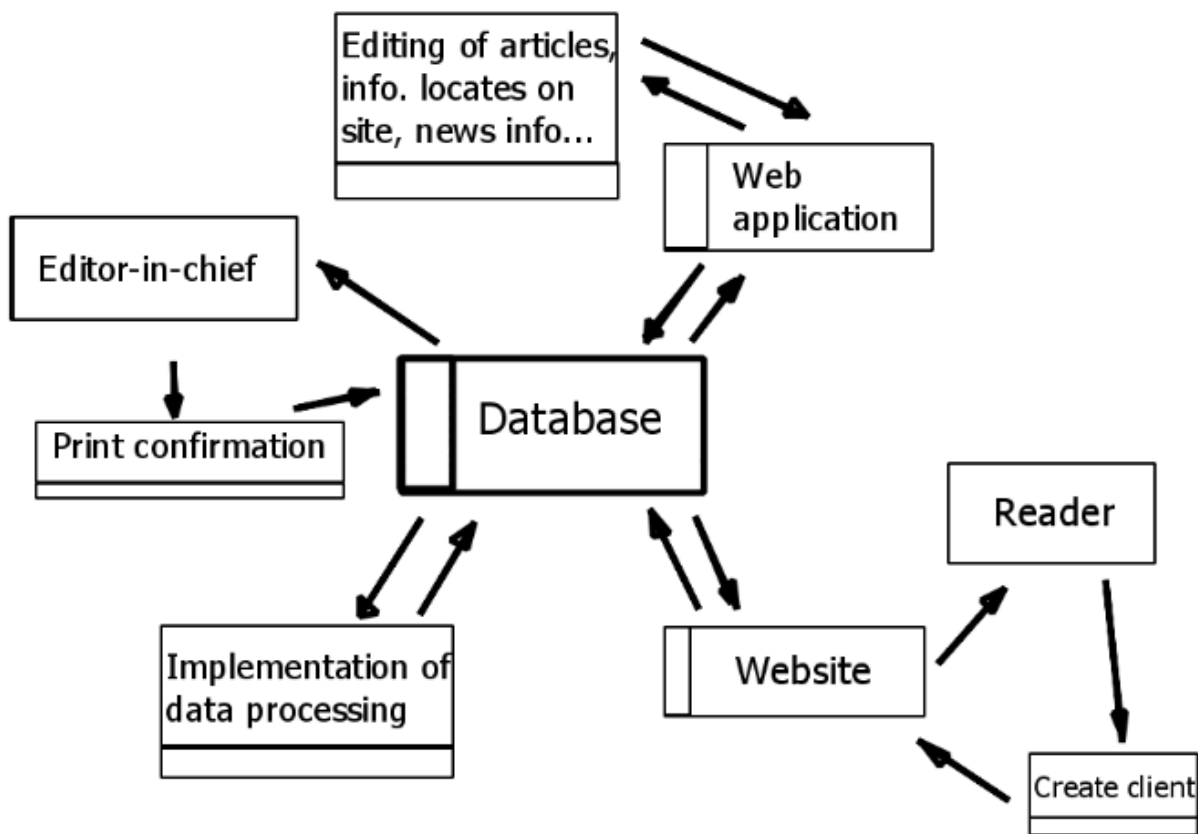 Editing of articles,
info. locates on
site, news info...
Web
application
Editor-in-chief
Print confirmation
Database
Reader
Implementation of
data processing
Website
Create client